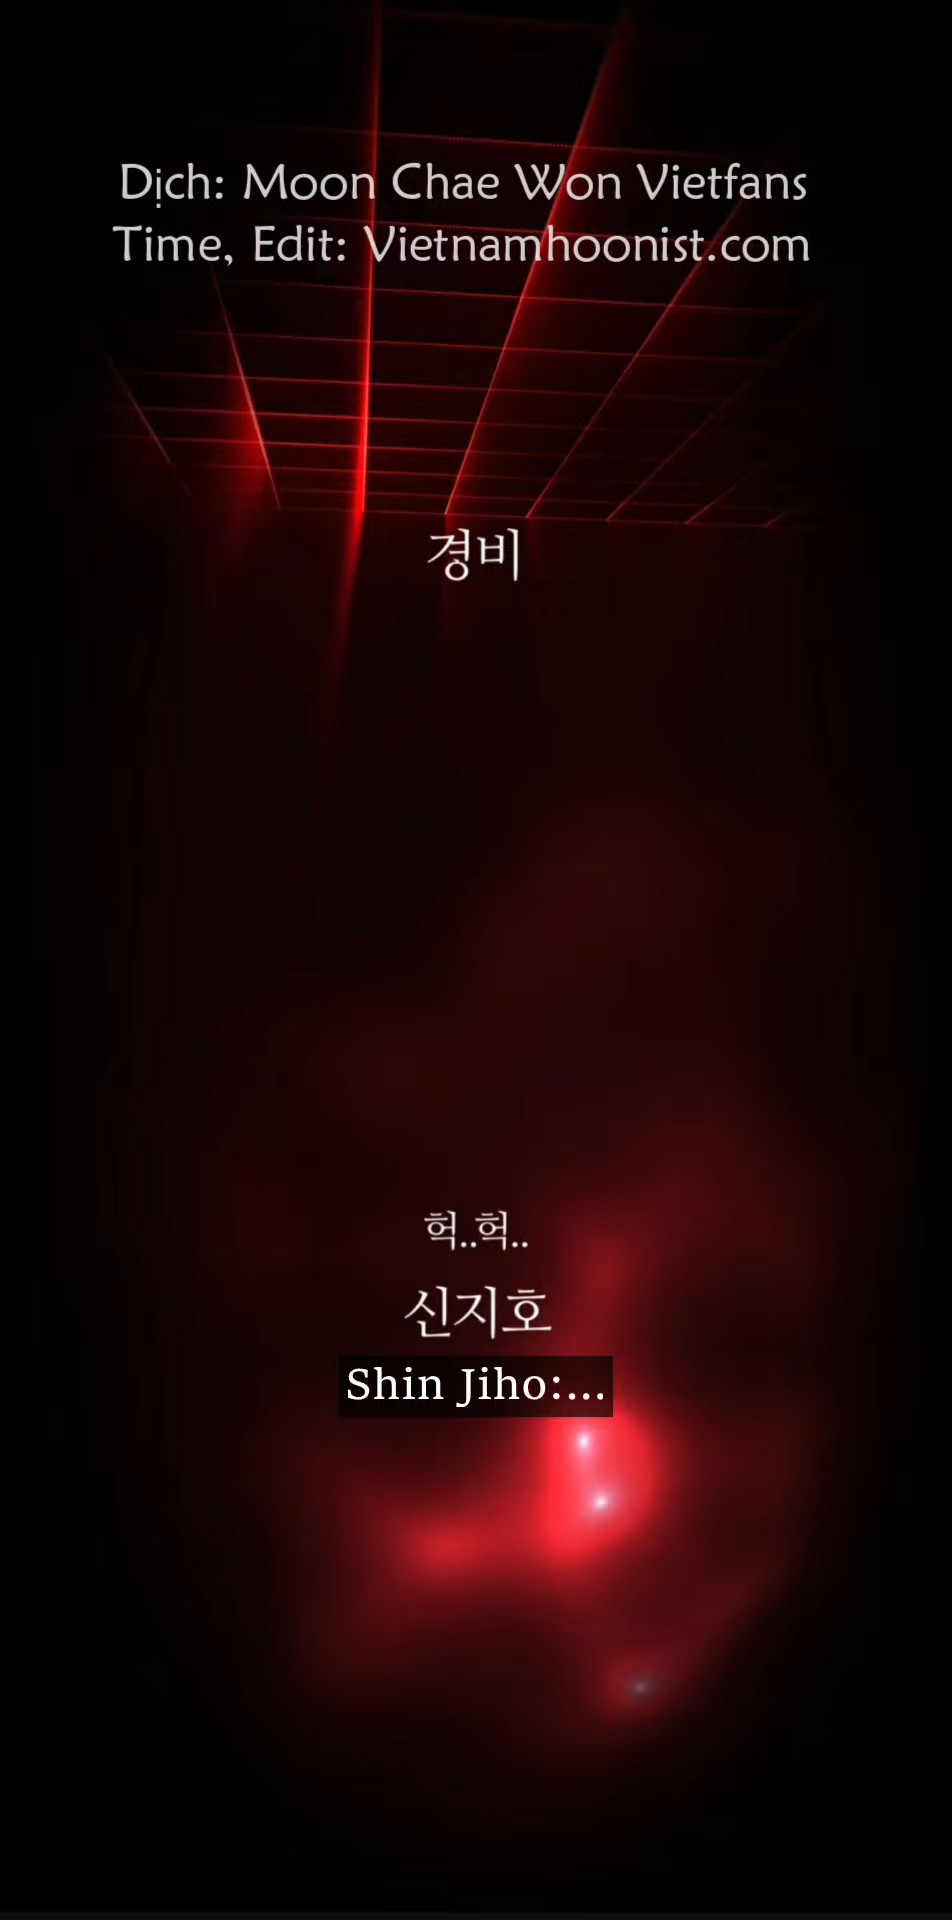 Dịch: Moon Chae Won Vietfans
Time, Edit: Vietnamhoonist.com
경비
헉..헉..
신지호
Shin Jiho:...